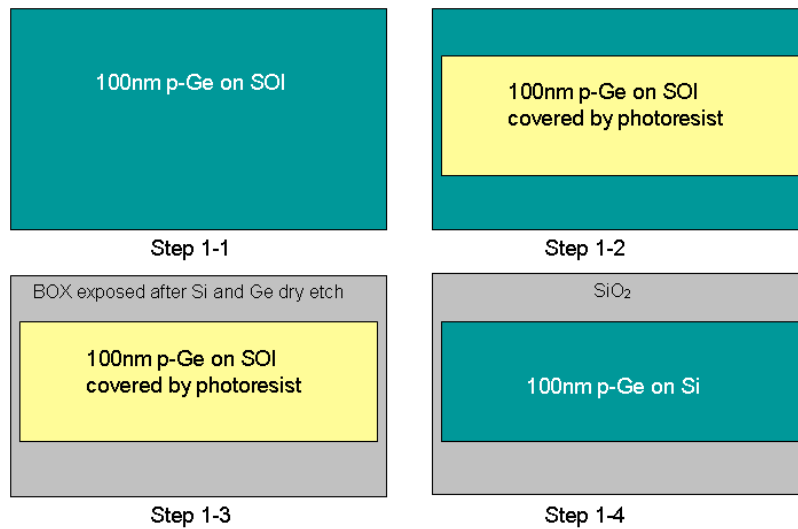 100nm p-Ge on SOI
Step 1-1
100nm p-Ge on SOI
covered by photoresist
Step 1-2
BOX exposed after Si and Ge dry etch
100nm p-Ge on SOI
covered by photoresist
Step 1-3
SiO₂
100nm p-Ge on Si
Step 1-4